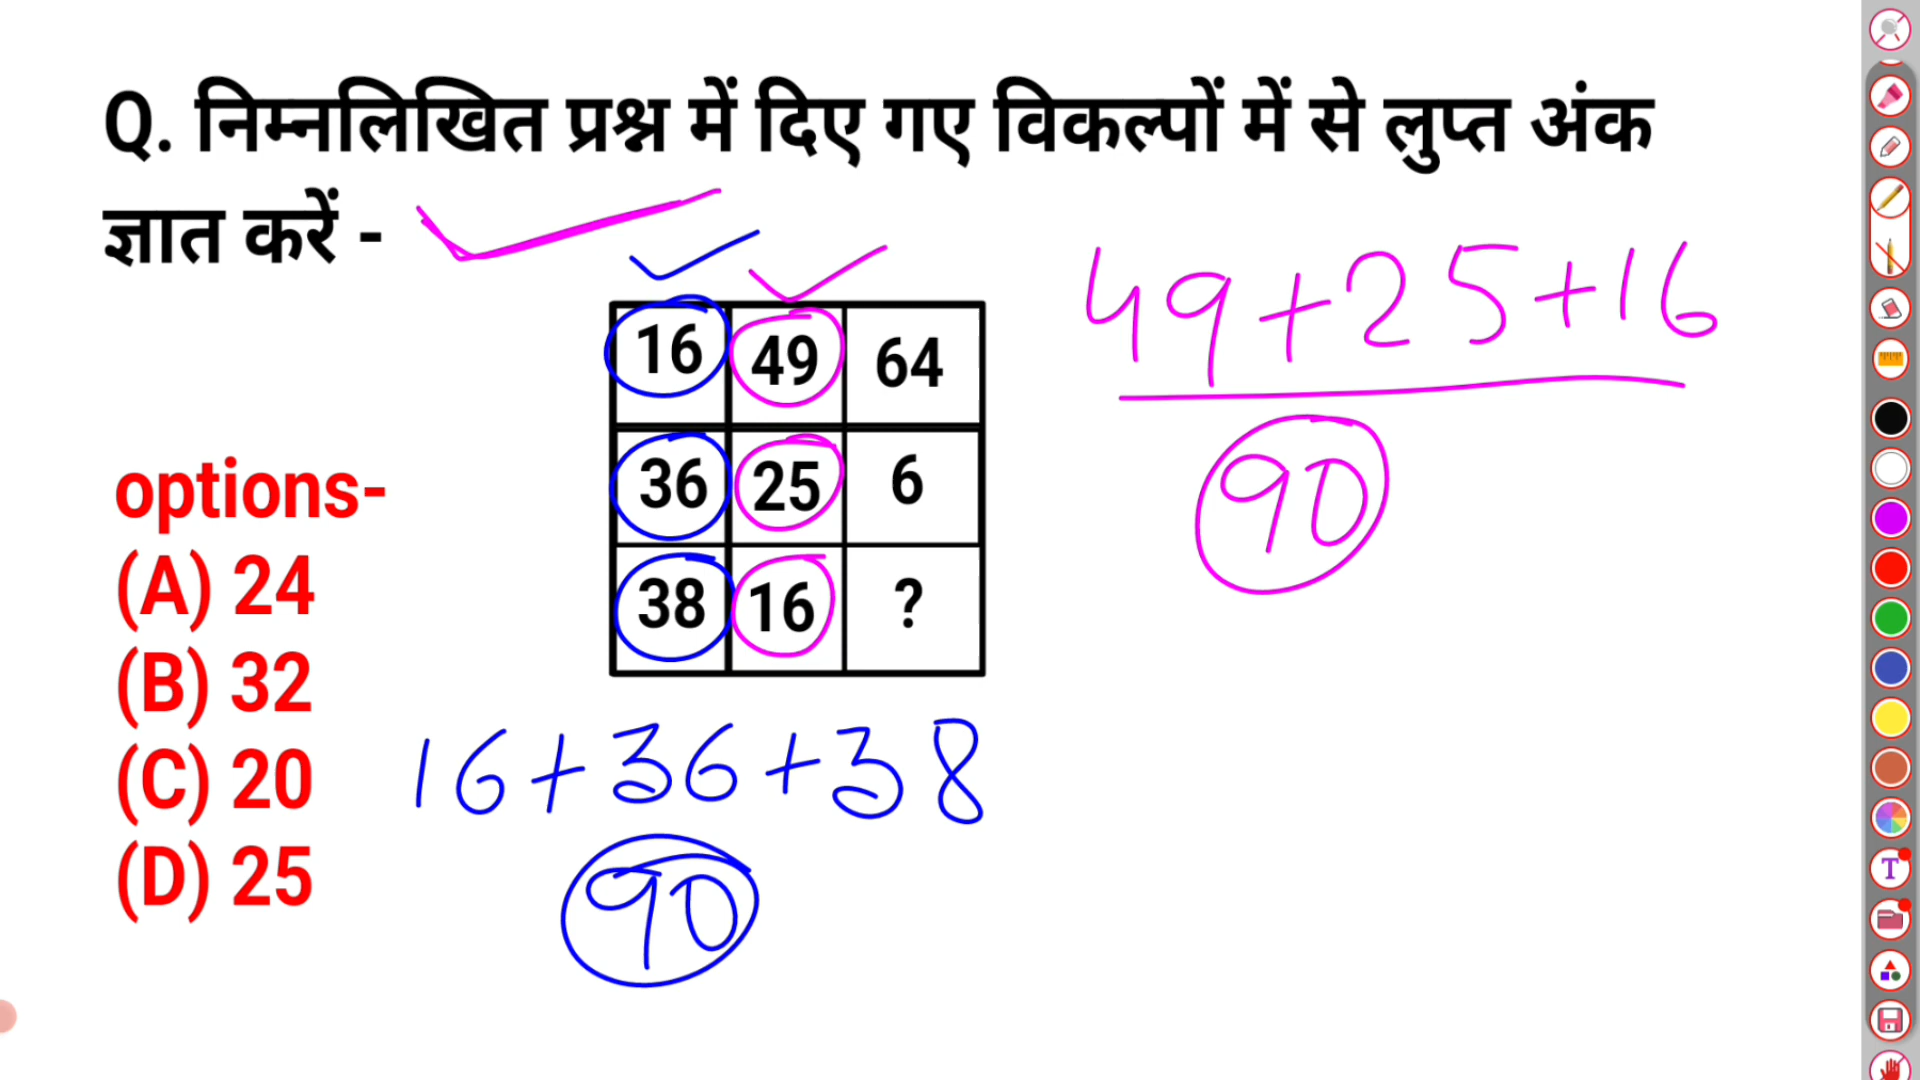 Q. निम्नलिखित प्रश्न में दिए गए विकल्पों में से लुप्त अंक
ज्ञात करें -
16 49 64
36 25 6
38 16 ?
49+25+16
90
options-
(A) 24
(B) 32
(C) 20
(D) 25
16+36+38
90
T